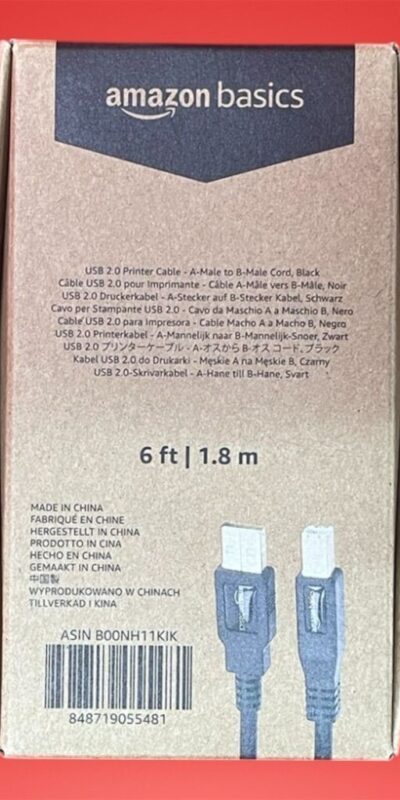 amazon basics
USB 2.0 Printer Cable - A-Male to B-Male Cord, Black
Câble USB 2.0 pour Imprimante - Câble A-Mâle vers B-Mâle, Noir
USB 2.0 Druckerkabel - A-Stecker auf B-Stecker Kabel, Schwarz
Cavo per Stampante USB 2.0 - Cavo da Maschio A a Maschio B, Nero
Cable USB 2.0 para Impresora - Cable Macho A a Macho B, Negro
USB 2.0 Printerkabel - A-Mannelijk naar B-Mannelijk-Snoer, Zwart
USB 2.0 プリンターケーブル - A-オスから B-オス コード, ブラック
Kabel USB 2.0 do Drukarki - Męskie A na Męskie B, Czarny
USB 2.0-Skrivarkabel - A-Hane till B-Hane, Svart
6 ft | 1.8 m
MADE IN CHINA
FABRIQUÉ EN CHINE
HERGESTELLT IN CHINA
PRODOTTO IN CINA
HECHO EN CHINA
GEMAAKT IN CHINA
中国製
WYPRODUKOWANO W CHINACH
TILLVERKAD I KINA
ASIN B00NH11KIK
848719055481